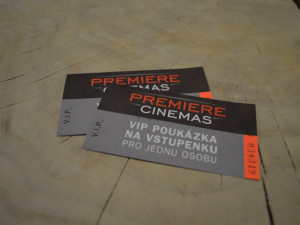 PREMIERE
CINEMAS
V.I.P.
PREMIERE
CINEMAS
V.I.P.
VIP POUKÁZKA
NA VSTUPENKU
PRO JEDNU OSOBU